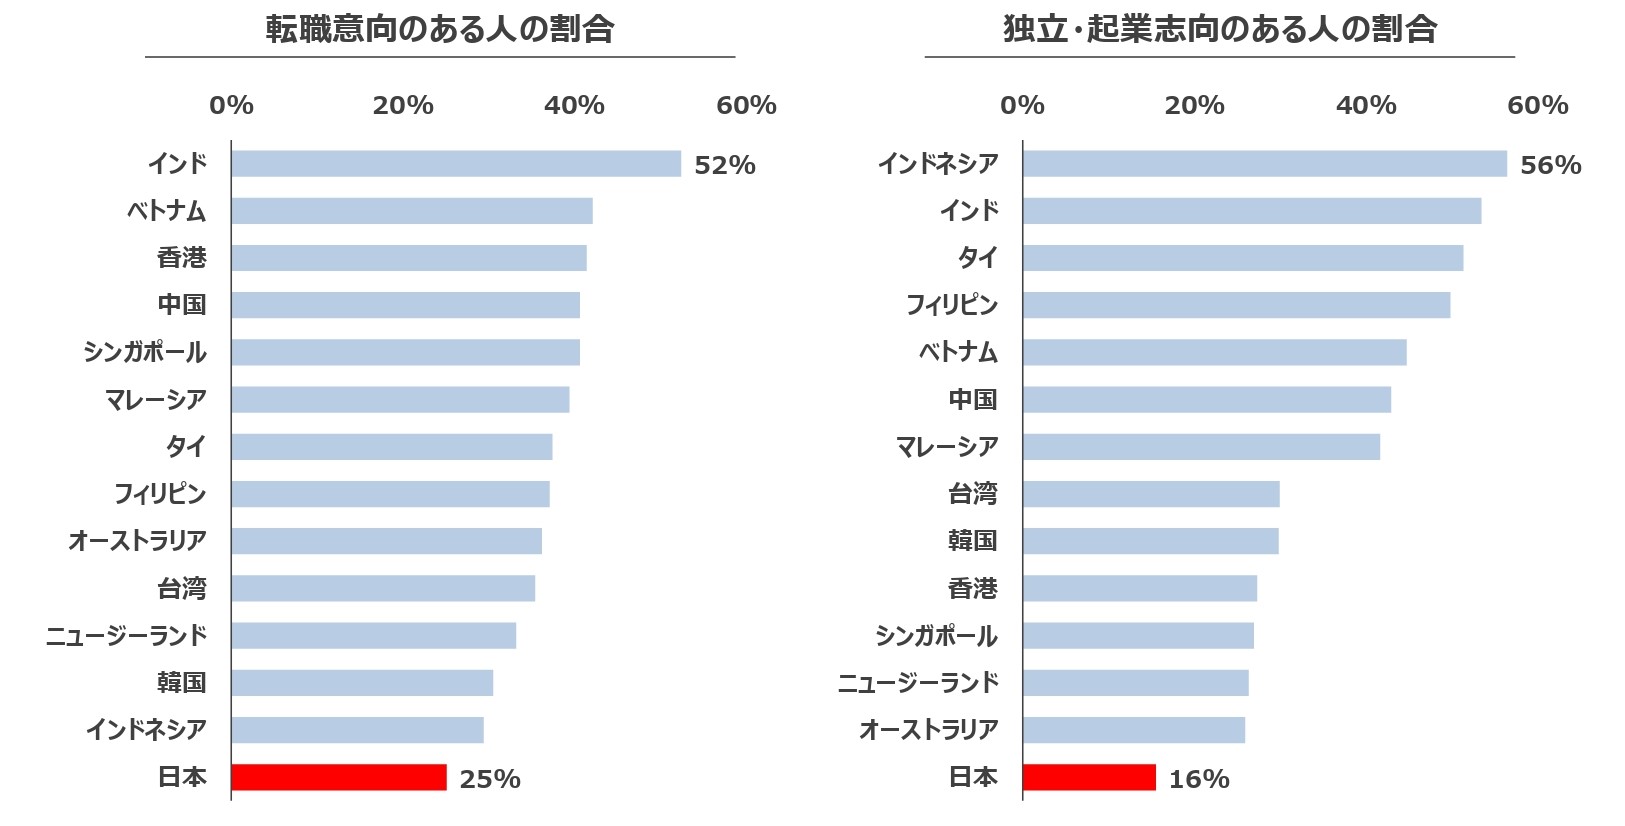 転職意向のある人の割合
0% 20% 40% 60%
インド 52%
ベトナム
香港
中国
シンガポール
マレーシア
タイ
フィリピン
オーストラリア
台湾
ニュージーランド
韓国
インドネシア
日本 25%
独立・起業志向のある人の割合
0% 20% 40% 60%
インドネシア 56%
インド
タイ
フィリピン
ベトナム
中国
マレーシア
台湾
韓国
香港
シンガポール
ニュージーランド
オーストラリア
日本 16%